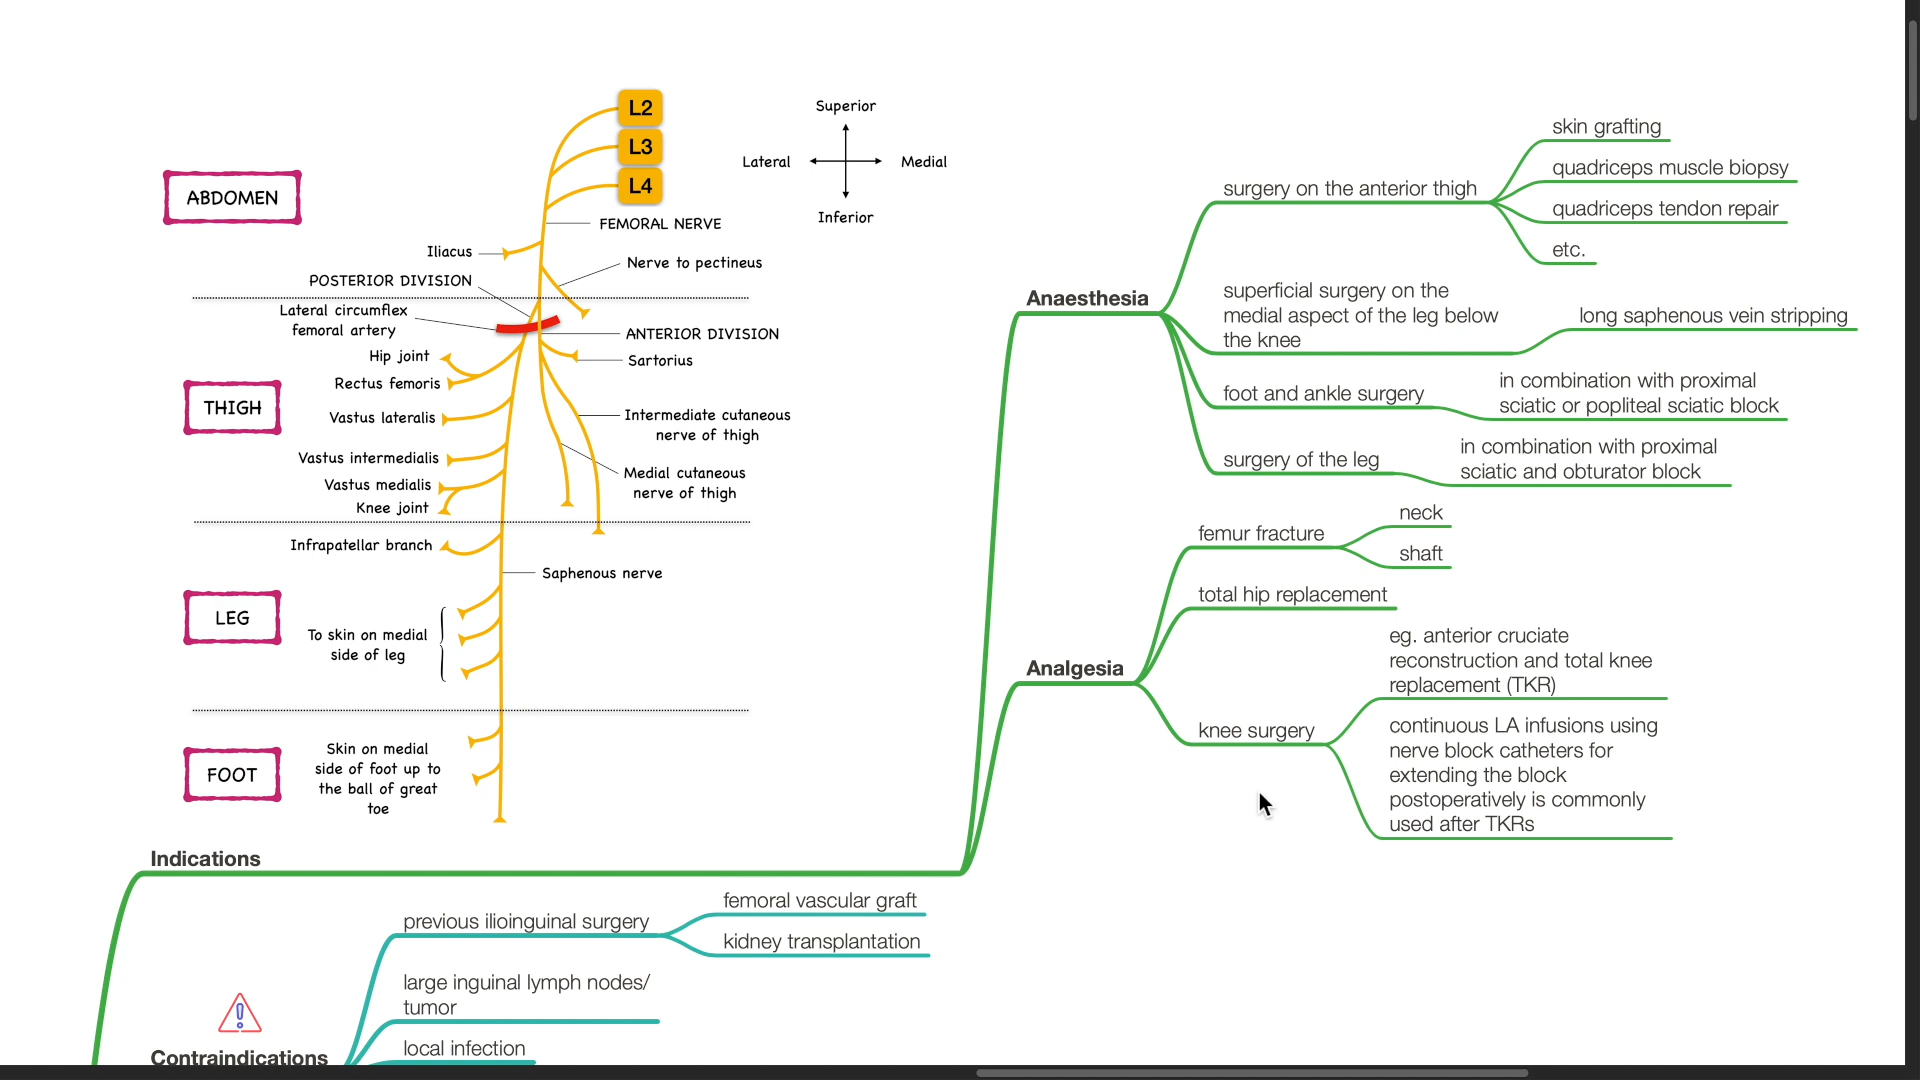 L2
L3
L4
Superior
Lateral
Medial
Inferior
ABDOMEN
FEMORAL NERVE
Iliacus
Nerve to pectineus
POSTERIOR DIVISION
Lateral circumflex
femoral artery
ANTERIOR DIVISION
Hip joint
Sartorius
Rectus femoris
THIGH
Vastus lateralis
Intermediate cutaneous
nerve of thigh
Vastus intermedialis
Medial cutaneous
nerve of thigh
Vastus medialis
Knee joint
Infrapatellar branch
Saphenous nerve
LEG
To skin on medial
side of leg
FOOT
Skin on medial
side of foot up to
the ball of great
toe
Indications
Anaesthesia
surgery on the anterior thigh
skin grafting
quadriceps muscle biopsy
quadriceps tendon repair
etc.
superficial surgery on the
medial aspect of the leg below
the knee
long saphenous vein stripping
foot and ankle surgery
in combination with proximal
sciatic or popliteal sciatic block
surgery of the leg
in combination with proximal
sciatic and obturator block
Analgesia
femur fracture
neck
shaft
total hip replacement
knee surgery
eg. anterior cruciate
reconstruction and total knee
replacement (TKR)
continuous LA infusions using
nerve block catheters for
extending the block
postoperatively is commonly
used after TKRs
Contraindications
previous ilioinguinal surgery
femoral vascular graft
kidney transplantation
large inguinal lymph nodes/
tumor
local infection